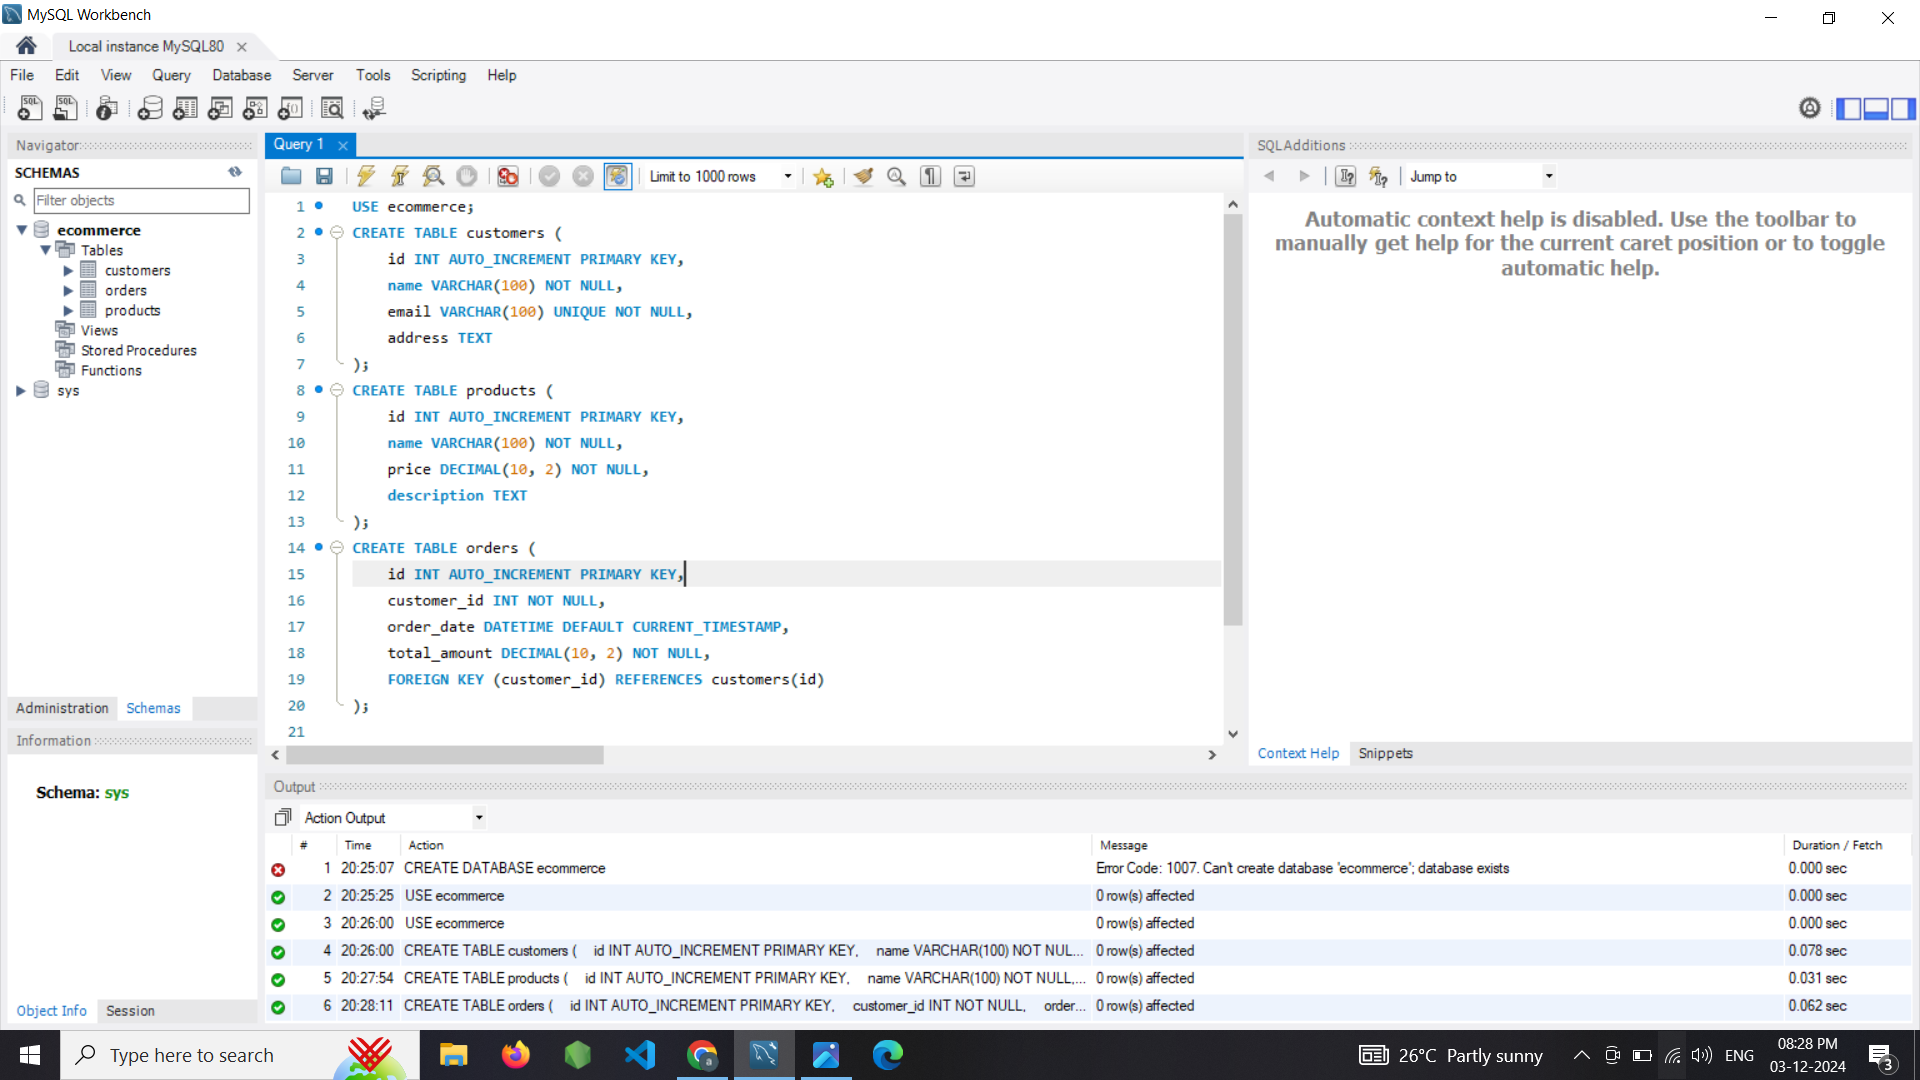 MySQL Workbench
Local instance MySQL80
File Edit View Query Database Server Tools Scripting Help
Navigator
SCHEMAS
Filter objects
ecommerce
Tables
customers
orders
products
Views
Stored Procedures
Functions
sys
Administration Schemas
Information
Schema: sys
Object Info Session
Query 1
Limit to 1000 rows
1 USE ecommerce;
2 CREATE TABLE customers (
3 id INT AUTO_INCREMENT PRIMARY KEY,
4 name VARCHAR(100) NOT NULL,
5 email VARCHAR(100) UNIQUE NOT NULL,
6 address TEXT
7 );
8 CREATE TABLE products (
9 id INT AUTO_INCREMENT PRIMARY KEY,
10 name VARCHAR(100) NOT NULL,
11 price DECIMAL(10, 2) NOT NULL,
12 description TEXT
13 );
14 CREATE TABLE orders (
15 id INT AUTO_INCREMENT PRIMARY KEY,
16 customer_id INT NOT NULL,
17 order_date DATETIME DEFAULT CURRENT_TIMESTAMP,
18 total_amount DECIMAL(10, 2) NOT NULL,
19 FOREIGN KEY (customer_id) REFERENCES customers(id)
20 );
21
SQLAdditions
Jump to
Automatic context help is disabled. Use the toolbar to
manually get help for the current caret position or to toggle
automatic help.
Context Help Snippets
Output
Action Output
# Time Action Message Duration / Fetch
1 20:25:07 CREATE DATABASE ecommerce Error Code: 1007. Can't create database 'ecommerce'; database exists 0.000 sec
2 20:25:25 USE ecommerce 0 row(s) affected 0.000 sec
3 20:26:00 USE ecommerce 0 row(s) affected 0.000 sec
4 20:26:00 CREATE TABLE customers ( id INT AUTO_INCREMENT PRIMARY KEY, name VARCHAR(100) NOT NUL... 0 row(s) affected 0.078 sec
5 20:27:54 CREATE TABLE products ( id INT AUTO_INCREMENT PRIMARY KEY, name VARCHAR(100) NOT NULL,... 0 row(s) affected 0.031 sec
6 20:28:11 CREATE TABLE orders ( id INT AUTO_INCREMENT PRIMARY KEY, customer_id INT NOT NULL, order... 0 row(s) affected 0.062 sec
Type here to search
26°C Partly sunny
ENG
08:28 PM
03-12-2024
3